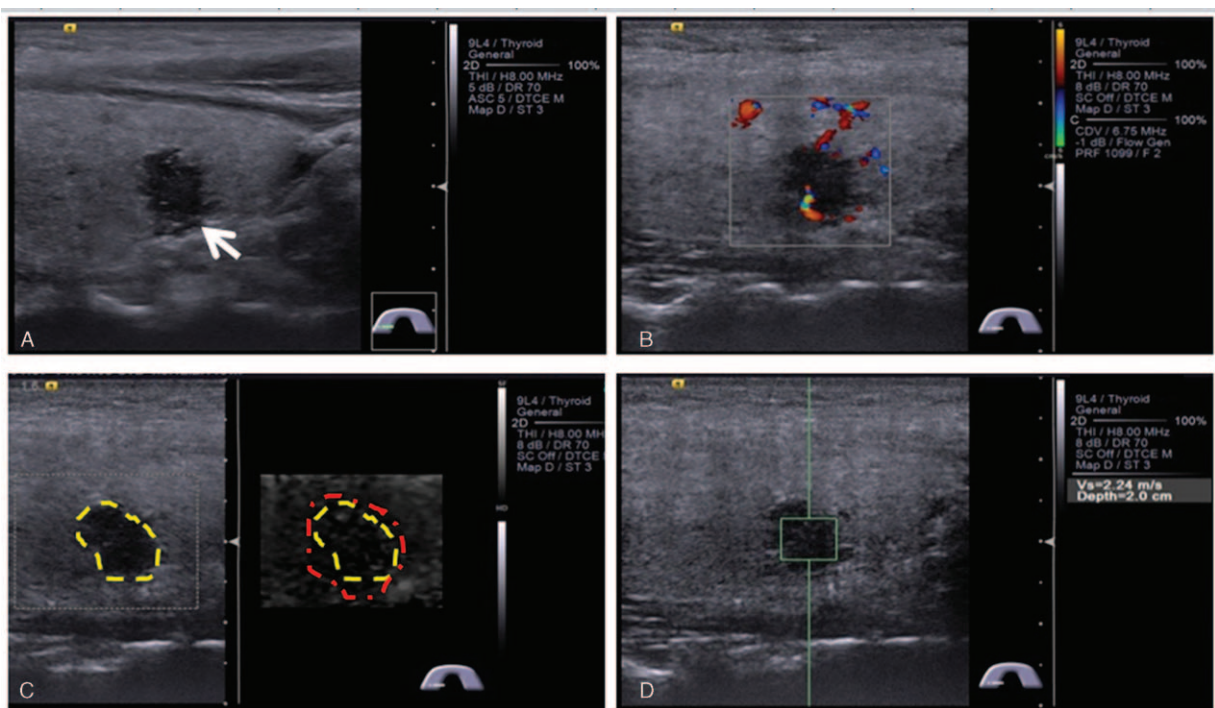 9L4 / Thyroid
General
2D 100%
THI / H8.00 MHz
5 dB / DR 70
ASC 5 / DTCE M
Map D / ST 3
A
9L4 / Thyroid
General
2D 100%
THI / H8.00 MHz
8 dB / DR 70
SC Off / DTCE M
Map D / ST 3
C 100%
CDV / 6.75 MHz
-1 dB / Flow Gen
PRF 1099 / F 2
cm/s
B
9L4 / Thyroid
General
2D 100%
THI / H8.00 MH
8 dB / DR 70
SC Off / DTCE M
Map D / ST 3
HD
C
9L4 / Thyroid
General
2D 100%
THI / H8.00 MHz
8 dB / DR 70
SC Off / DTCE M
Map D / ST 3
Vs=2.24 m/s
Depth=2.0 cm
D